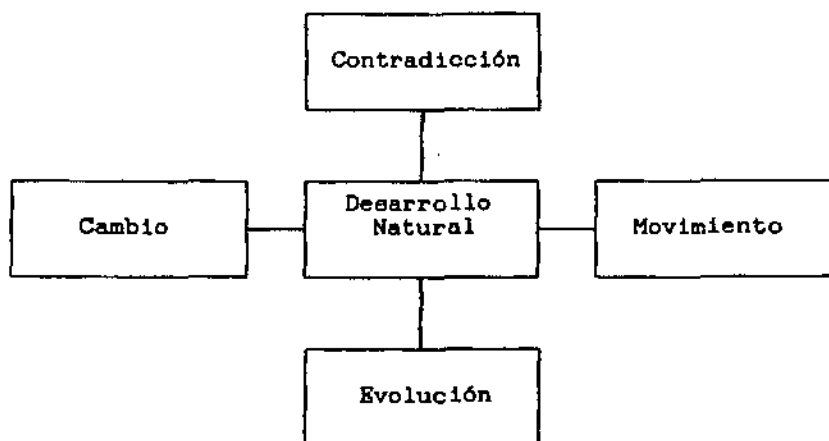 Contradicción
Cambio
Desarrollo
Natural
Movimiento
Evolución